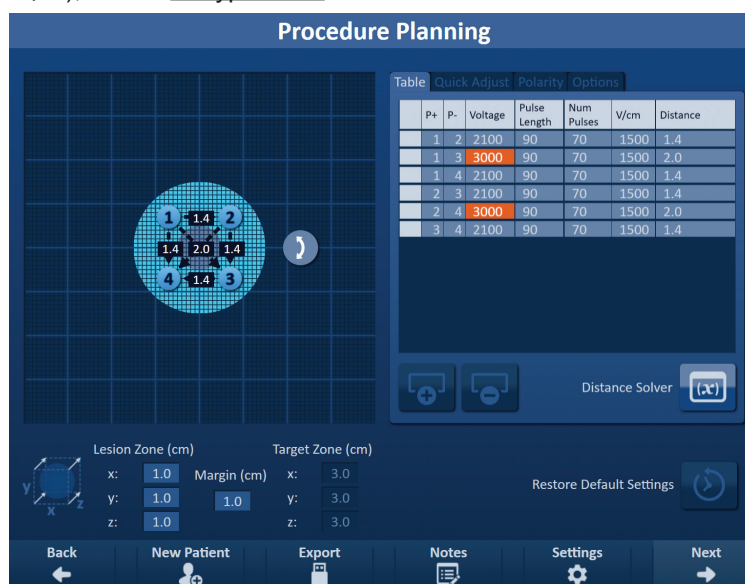 Procedure Planning
Table Quick Adjust Polarity Options
P+ P- Voltage Pulse Length Num Pulses V/cm Distance
1 2 2100 90 70 1500 1.4
1 3 3000 90 70 1500 2.0
1 4 2100 90 70 1500 1.4
2 3 2100 90 70 1500 1.4
2 4 3000 90 70 1500 2.0
3 4 2100 90 70 1500 1.4
1 1.4 2
1.4 2.0 1.4
4 1.4 3
Distance Solver (x)
Lesion Zone (cm) Target Zone (cm)
x: 1.0 Margin (cm) x: 3.0
y: 1.0 1.0 y: 3.0
z: 1.0 z: 3.0
y x z
Restore Default Settings
Back New Patient Export Notes Settings Next